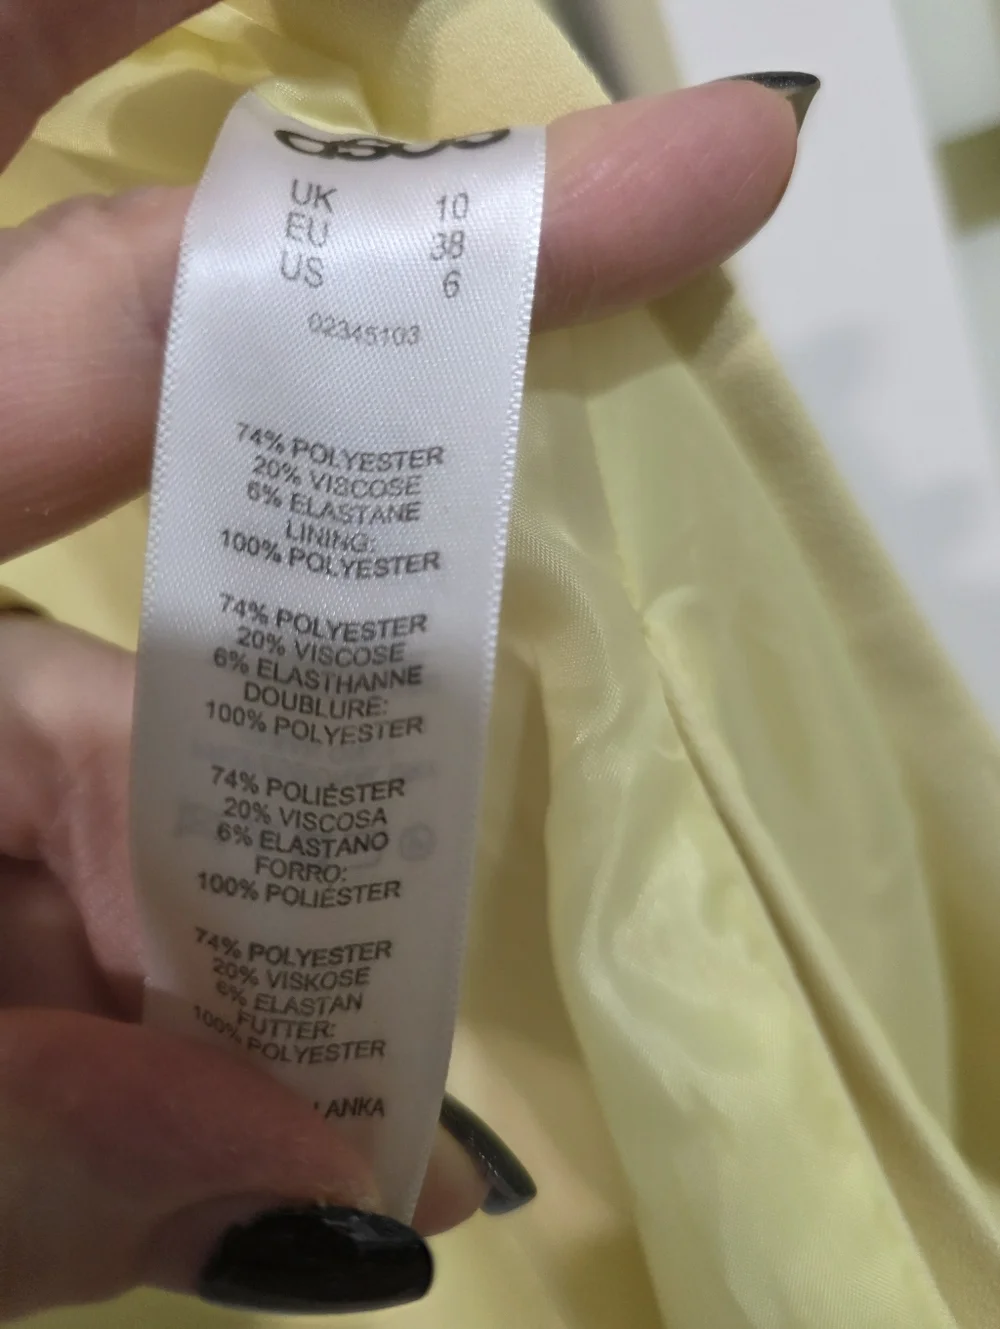 asos
UK 10
EU 38
US 6
02345103
74% POLYESTER
20% VISCOSE
6% ELASTANE
LINING:
100% POLYESTER
74% POLYESTER
20% VISCOSE
6% ELASTHANNE
DOUBLURE:
100% POLYESTER
74% POLIÉSTER
20% VISCOSA
6% ELASTANO
FORRO:
100% POLIÉSTER
74% POLYESTER
20% VISKOSE
6% ELASTAN
FUTTER:
100% POLYESTER
LANKA